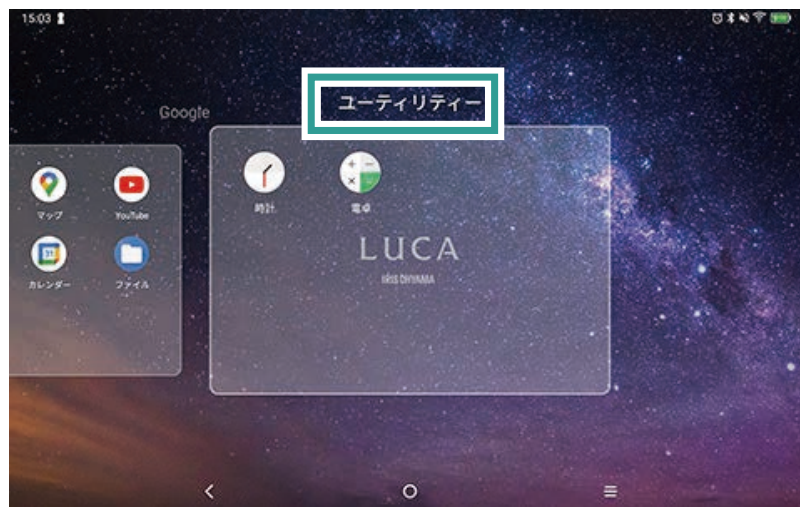 15:03
Google
ユーティリティー
マップ
YouTube
時計
電卓
31
カレンダー
ファイル
LUCA
IRIS OHYAMA